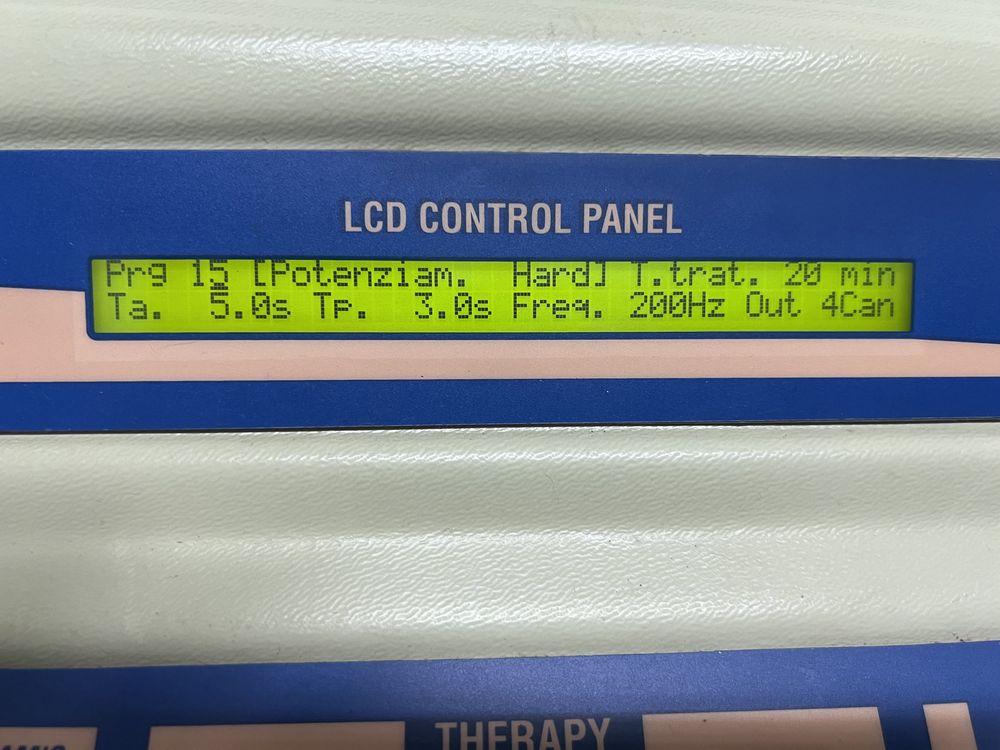 LCD CONTROL PANEL
Prg 15 [Potenziam. Hard] T.trat. 20 min
Ta. 5.0s Tp. 3.0s Freq. 200Hz Out 4Can
THERAPY